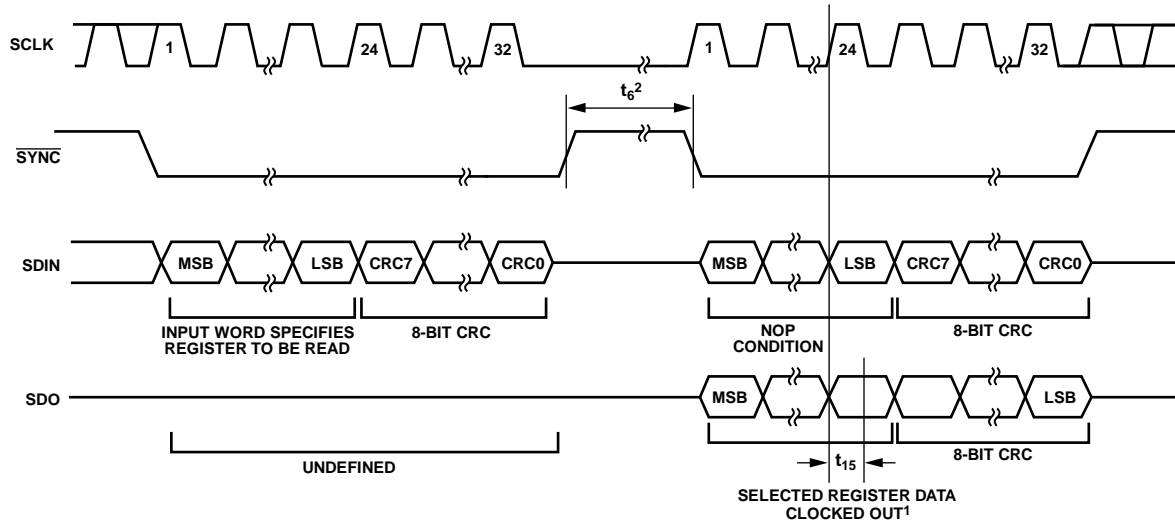 SCLK
1
24
32
1
24
32
t6²
SYNC
SDIN
MSB
LSB
CRC7
CRC0
MSB
LSB
CRC7
CRC0
INPUT WORD SPECIFIES
REGISTER TO BE READ
8-BIT CRC
NOP
CONDITION
8-BIT CRC
SDO
MSB
LSB
UNDEFINED
t15
8-BIT CRC
SELECTED REGISTER DATA
CLOCKED OUT¹